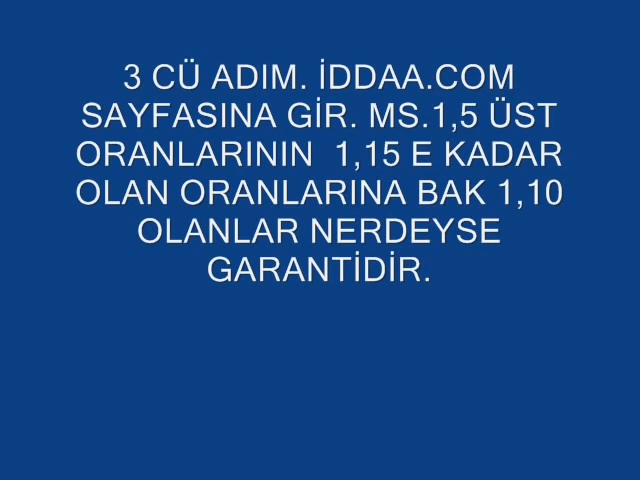 3 CÜ ADIM. İDDAA.COM
SAYFASINA GİR. MS.1,5 ÜST
ORANLARININ  1,15 E KADAR
OLAN ORANLARINA BAK 1,10
OLANLAR NERDEYSE
GARANTİDİR.